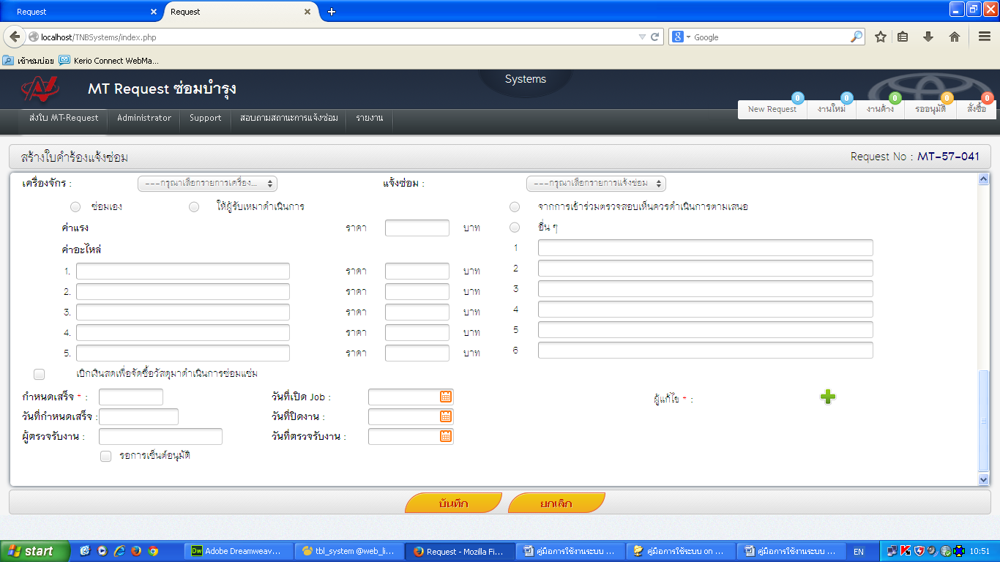 Request × Request × +
localhost/TNBSystems/index.php Google
เข้าชมบ่อย Kerio Connect WebMa...
Systems
MT Request ซ่อมบำรุง
0 0 0 0 0
New Request งานใหม่ งานค้าง รออนุมัติ สั่งซื้อ
ส่งใบ MT-Request Administrator Support สอบถามสถานะการแจ้งซ่อม รายงาน
สร้างใบคำร้องแจ้งซ่อม Request No : MT-57-041
เครื่องจักร : ---กรุณาเลือกรายการเครื่อง... แจ้งซ่อม : ---กรุณาเลือกรายการแจ้งซ่อม
ซ่อมเอง ให้ผู้รับเหมาดำเนินการ จากการเข้าร่วมตรวจสอบเห็นควรดำเนินการตามเสนอ
ค่าแรง ราคา บาท อื่น ๆ
ค่าอะไหล่ 1
1. ราคา บาท 2
2. ราคา บาท 3
3. ราคา บาท 4
4. ราคา บาท 5
5. ราคา บาท 6
เบิกเงินสดเพื่อจัดซื้อวัสดุมาดำเนินการซ่อมแซ่ม
กำหนดเสร็จ * : วันที่เปิด Job : ผู้แก้ไข * :
วันที่กำหนดเสร็จ : วันที่ปิดงาน :
ผู้ตรวจรับงาน : วันที่ตรวจรับงาน :
รอการเซ็นต์อนุมัติ
บันทึก ยกเลิก
start Adobe Dreamweav... tbl_system @web_li... Request - Mozilla Fi... คู่มือการใช้งานระบบ ... คู่มือการใช้ระบบ on ... คู่มือการใช้งานระบบ ... EN 10:51